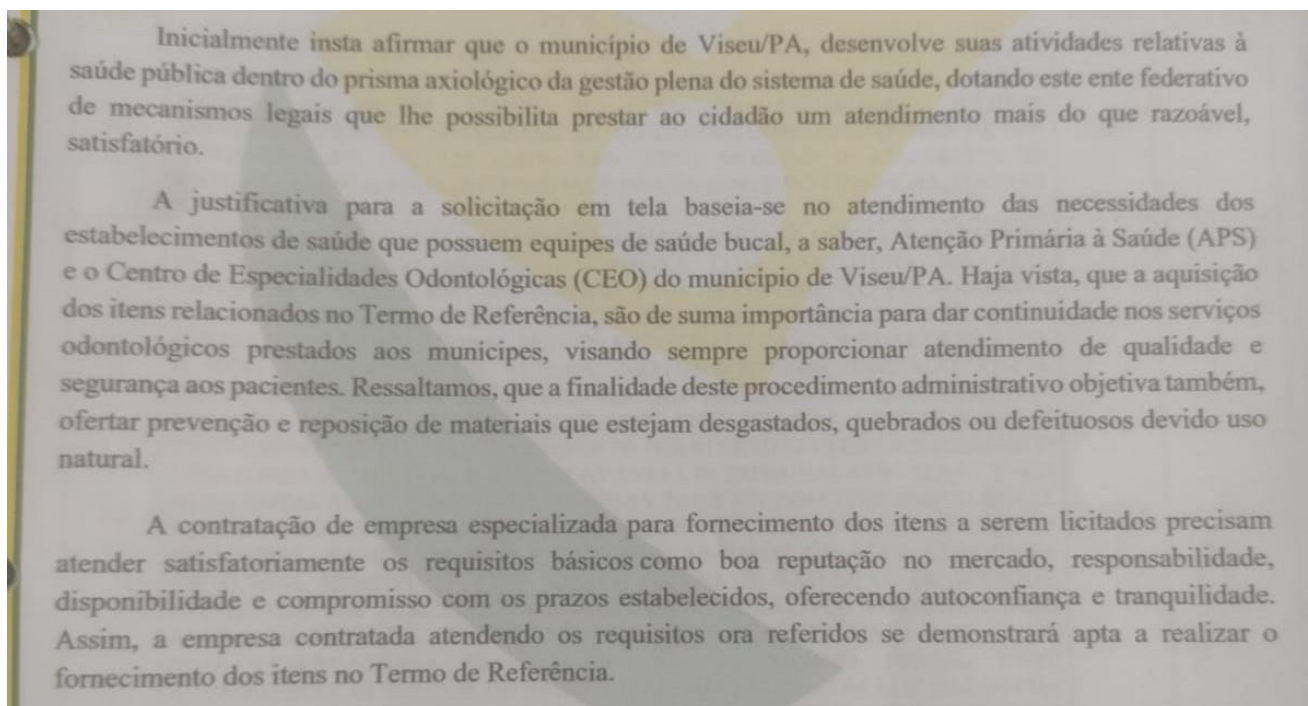 Inicialmente insta afirmar que o município de Viseu/PA, desenvolve suas atividades relativas à
saúde pública dentro do prisma axiológico da gestão plena do sistema de saúde, dotando este ente federativo
de mecanismos legais que lhe possibilita prestar ao cidadão um atendimento mais do que razoável,
satisfatório.
A justificativa para a solicitação em tela baseia-se no atendimento das necessidades dos
estabelecimentos de saúde que possuem equipes de saúde bucal, a saber, Atenção Primária à Saúde (APS)
e o Centro de Especialidades Odontológicas (CEO) do município de Viseu/PA. Haja vista, que a aquisição
dos itens relacionados no Termo de Referência, são de suma importância para dar continuidade nos serviços
odontológicos prestados aos munícipes, visando sempre proporcionar atendimento de qualidade e
segurança aos pacientes. Ressaltamos, que a finalidade deste procedimento administrativo objetiva também,
ofertar prevenção e reposição de materiais que estejam desgastados, quebrados ou defeituosos devido uso
natural.
A contratação de empresa especializada para fornecimento dos itens a serem licitados precisam
atender satisfatoriamente os requisitos básicos como boa reputação no mercado, responsabilidade,
disponibilidade e compromisso com os prazos estabelecidos, oferecendo autoconfiança e tranquilidade.
Assim, a empresa contratada atendendo os requisitos ora referidos se demonstrará apta a realizar o
fornecimento dos itens no Termo de Referência.